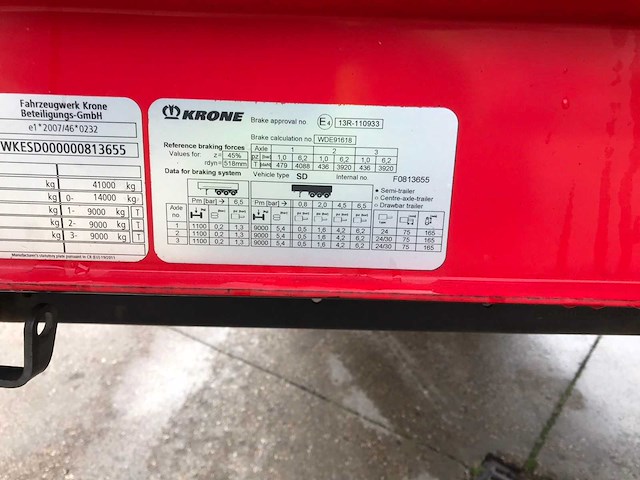 Fahrzeugwerk Krone
Beteiligungs-GmbH
e1*2007/46*0232
WKESD000000813655
kg 41000 kg
kg 0- 14000 kg
kg 1- 9000 kg T
kg 2- 9000 kg T
kg 3- 9000 kg T
Manufacturer's statutory plate pursuant to
KRONE
Brake approval no. E4 13R-110933
Brake calculation no. WDE91618
Reference braking forces
Values for: z= 45%
rdyn= 518mm
Axle 1 2 3
pz 1,0 6,2 1,0 6,2 1,0 6,2
T 479 4088 436 3920 436 3920
Data for braking system Vehicle type SD Internal no. F0813655
Semi-trailer
Centre-axle-trailer
Drawbar trailer
Pm [bar] → 6,5 Pm [bar] → 0,8 2,0 4,5 6,5
Axle no
1 1100 0,2 1,3 9000 5,4 0,5 1,6 4,2 6,2 24 75 165
2 1100 0,2 1,3 9000 5,4 0,5 1,6 4,2 6,2 24/30 75 165
3 1100 0,2 1,3 9000 5,4 0,5 1,6 4,2 6,2 24/30 75 165